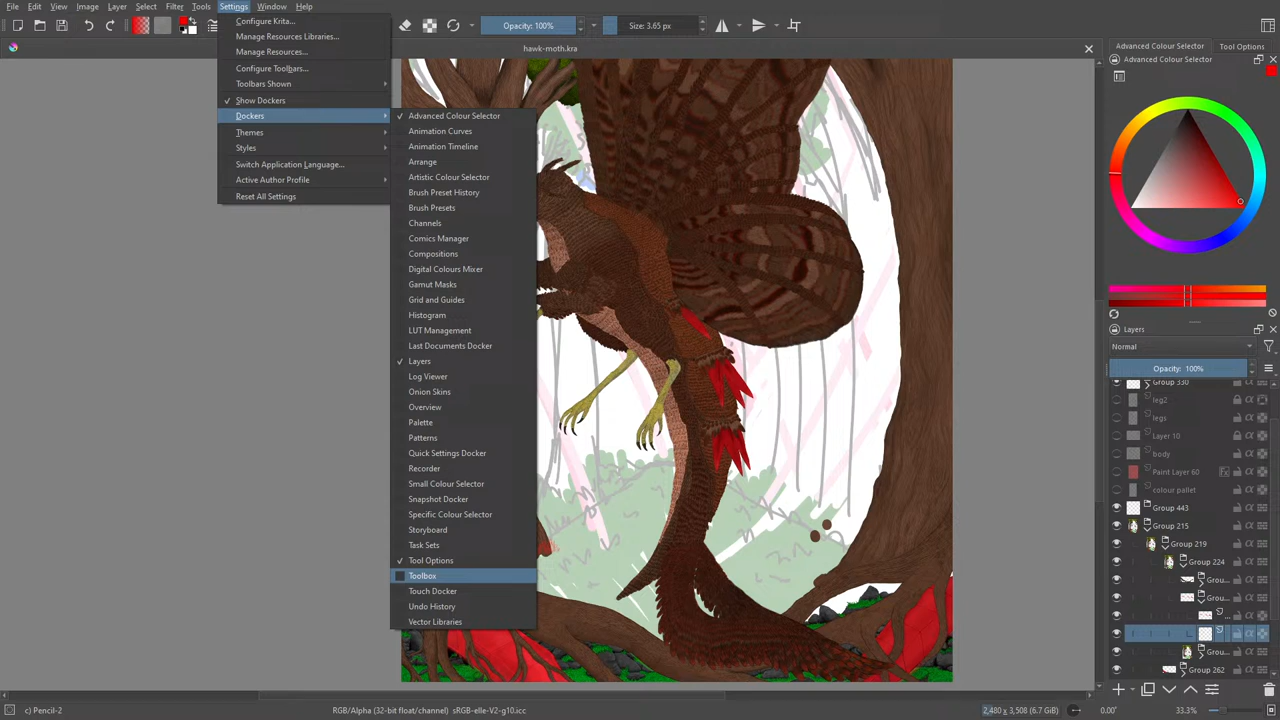 File Edit View Image Layer Select Filter Tools Settings Window Help
Opacity: 100% Size: 3.65 px
hawk-moth.kra
Configure Krita...
Manage Resources Libraries...
Manage Resources...
Configure Toolbars...
Toolbars Shown
Show Dockers
Dockers
Themes
Styles
Switch Application Language...
Active Author Profile
Reset All Settings
Advanced Colour Selector
Animation Curves
Animation Timeline
Arrange
Artistic Colour Selector
Brush Preset History
Brush Presets
Channels
Comics Manager
Compositions
Digital Colours Mixer
Gamut Masks
Grid and Guides
Histogram
LUT Management
Last Documents Docker
Layers
Log Viewer
Onion Skins
Overview
Palette
Patterns
Quick Settings Docker
Recorder
Small Colour Selector
Snapshot Docker
Specific Colour Selector
Storyboard
Task Sets
Tool Options
Toolbox
Touch Docker
Undo History
Vector Libraries
Advanced Colour Selector Tool Options
Advanced Colour Selector
Layers
Normal
Opacity: 100%
Group 330
leg2
legs
Layer 10
body
Paint Layer 60 Fx
colour pallet
Group 443
Group 215
Group 219
Group 224
Grou...
Grou...
...
Grou...
Group 262
c) Pencil-2 RGB/Alpha (32-bit float/channel) sRGB-elle-V2-g10.icc 2,480 x 3,508 (6.7 GiB) 0.00° 33.3%